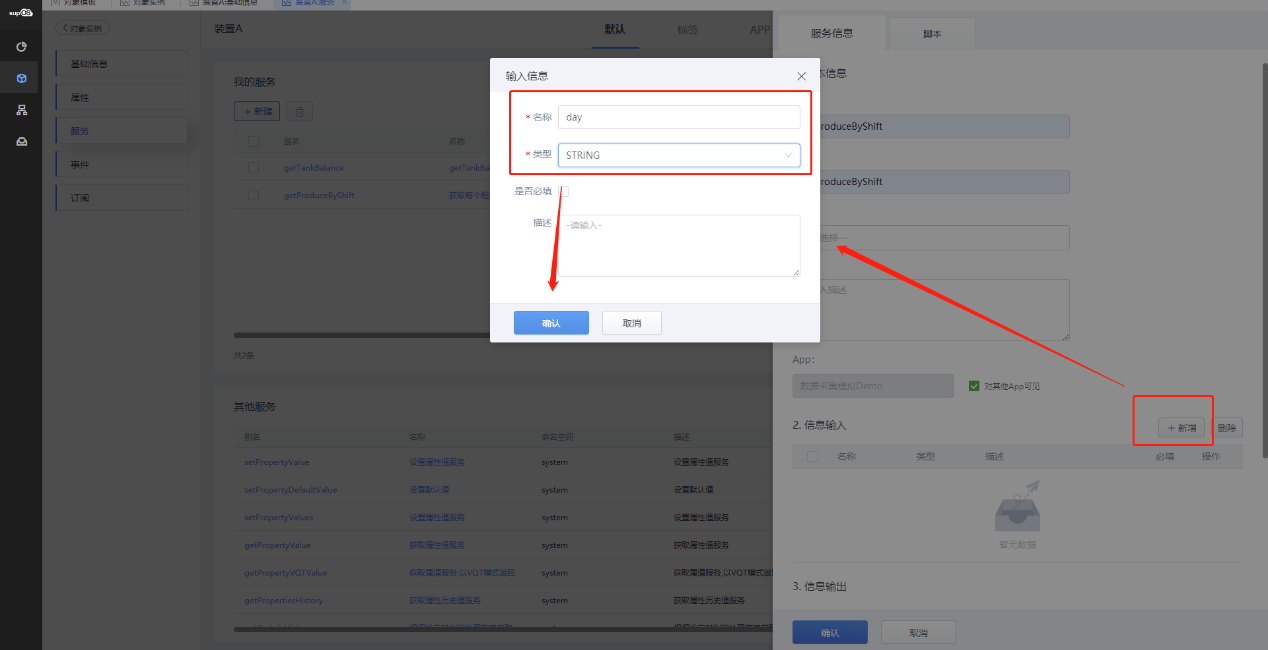 supOS
对象模板
对象实例
装置A:基础信息
装置A:服务
对象实例
装置A
默认
标签
APP
服务信息
脚本
基础信息
属性
服务
事件
订阅
我的服务
+ 新建
别名
名称
getTankBalance
getTankBa
getProduceByShift
获取每个班
共2条
输入信息
* 名称
day
* 类型
STRING
是否必填
描述
-请输入-
确认
取消
本信息
roduceByShift
roduceByShift
选择--
入描述
App:
数据采集模拟Demo
对其他App可见
2. 信息输入
+ 新增
删除
名称
类型
描述
必填
操作
暂无数据
3. 信息输出
确认
取消
其他服务
别名
名称
命名空间
描述
setPropertyValue
设置属性值服务
system
设置属性值服务
setPropertyDefaultValue
设置默认值
system
设置默认值
setPropertyValues
设置属性值服务
system
设置属性值服务
getPropertyValue
获取属性值服务
system
获取属性值服务
getPropertyVQTValue
获取属值服务,以VQT格式返回
system
获取属值服务,以VQT格式返回
getPropertiesHistory
获取属性历史值服务
system
获取属性历史值服务